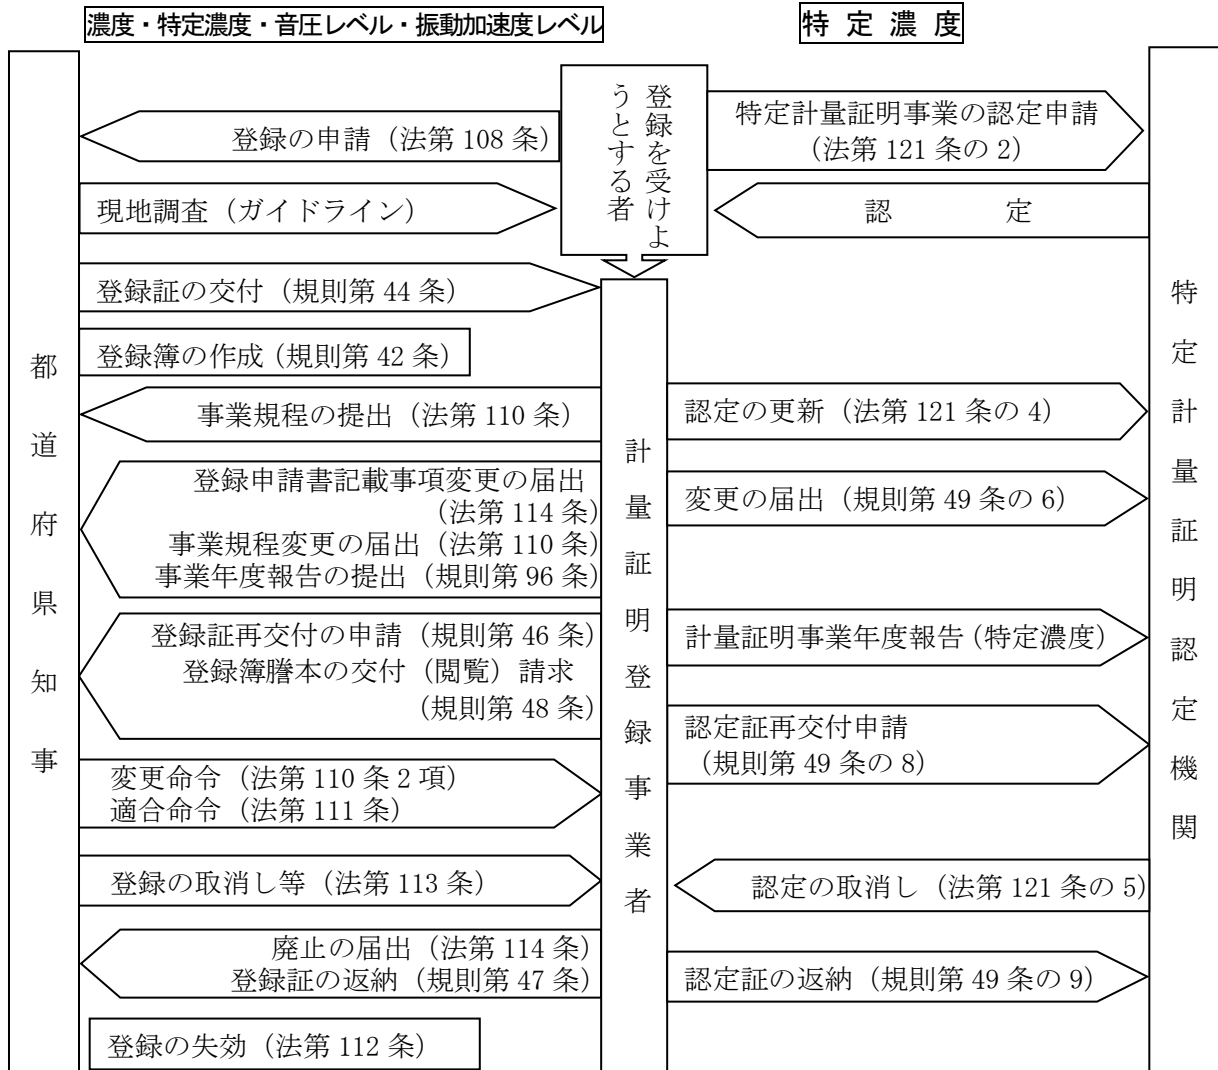 濃度・特定濃度・音圧レベル・振動加速度レベル
特 定 濃 度
登録を受けよ
うとする者
登録の申請（法第 108 条）
特定計量証明事業の認定申請
（法第 121 条の 2）
現地調査（ガイドライン）
認 定
登録証の交付（規則第 44 条）
登録簿の作成（規則第 42 条）
都道府県知事
事業規程の提出（法第 110 条）
計量証明登録事業者
認定の更新（法第 121 条の 4）
特定計量証明認定機関
登録申請書記載事項変更の届出
（法第 114 条）
事業規程変更の届出（法第 110 条）
事業年度報告の提出（規則第 96 条）
変更の届出（規則第 49 条の 6）
登録証再交付の申請（規則第 46 条）
登録簿謄本の交付（閲覧）請求
（規則第 48 条）
計量証明事業年度報告（特定濃度）
認定証再交付申請
（規則第 49 条の 8）
変更命令（法第 110 条 2 項）
適合命令（法第 111 条）
登録の取消し等（法第 113 条）
認定の取消し（法第 121 条の 5）
廃止の届出（法第 114 条）
登録証の返納（規則第 47 条）
認定証の返納（規則第 49 条の 9）
登録の失効（法第 112 条）